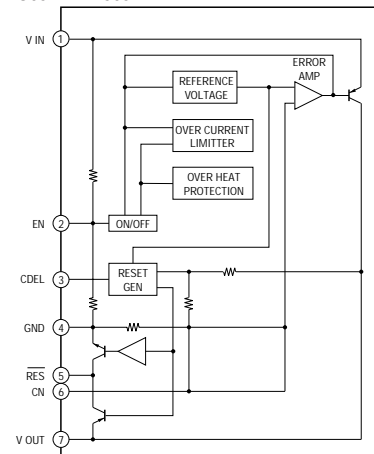 V IN 1
ERROR
AMP
REFERENCE
VOLTAGE
OVER CURRENT
LIMITTER
OVER HEAT
PROTECTION
EN 2
ON/OFF
CDEL 3
RESET
GEN
GND 4
RES 5
CN 6
V OUT 7